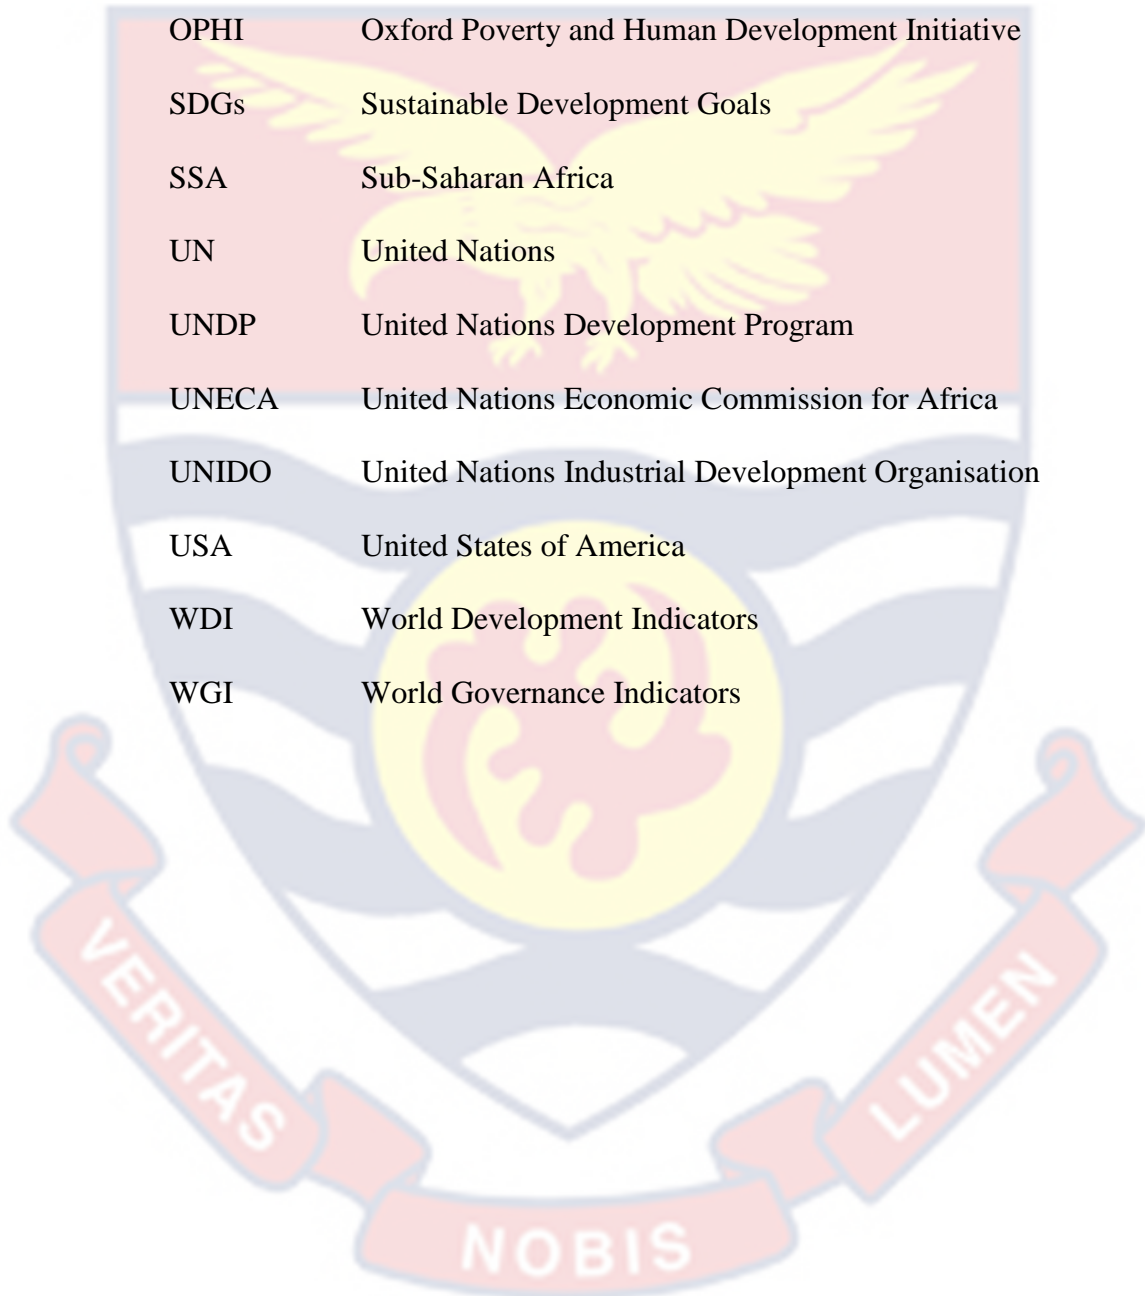 OPHI Oxford Poverty and Human Development Initiative
SDGs Sustainable Development Goals
SSA Sub-Saharan Africa
UN United Nations
UNDP United Nations Development Program
UNECA United Nations Economic Commission for Africa
UNIDO United Nations Industrial Development Organisation
USA United States of America
WDI World Development Indicators
WGI World Governance Indicators
VERITAS
NOBIS
LUMEN